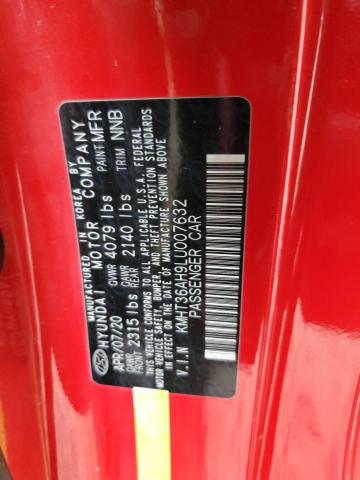 MANUFACTURED IN KOREA BY
HYUNDAI MOTOR COMPANY
APR/07/20 GVWR 4079 lbs PAINT MFR
GAWR FRONT 2315 lbs GAWR REAR 2140 lbs TRIM NNB
THIS VEHICLE CONFORMS TO ALL APPLICABLE U.S.A. FEDERAL
MOTOR VEHICLE SAFETY, BUMPER, AND THEFT PREVENTION
STANDARDS IN EFFECT ON THE DATE OF MANUFACTURE SHOWN ABOVE.
V.I.N : KMHT36AH9LU007632
PASSENGER CAR